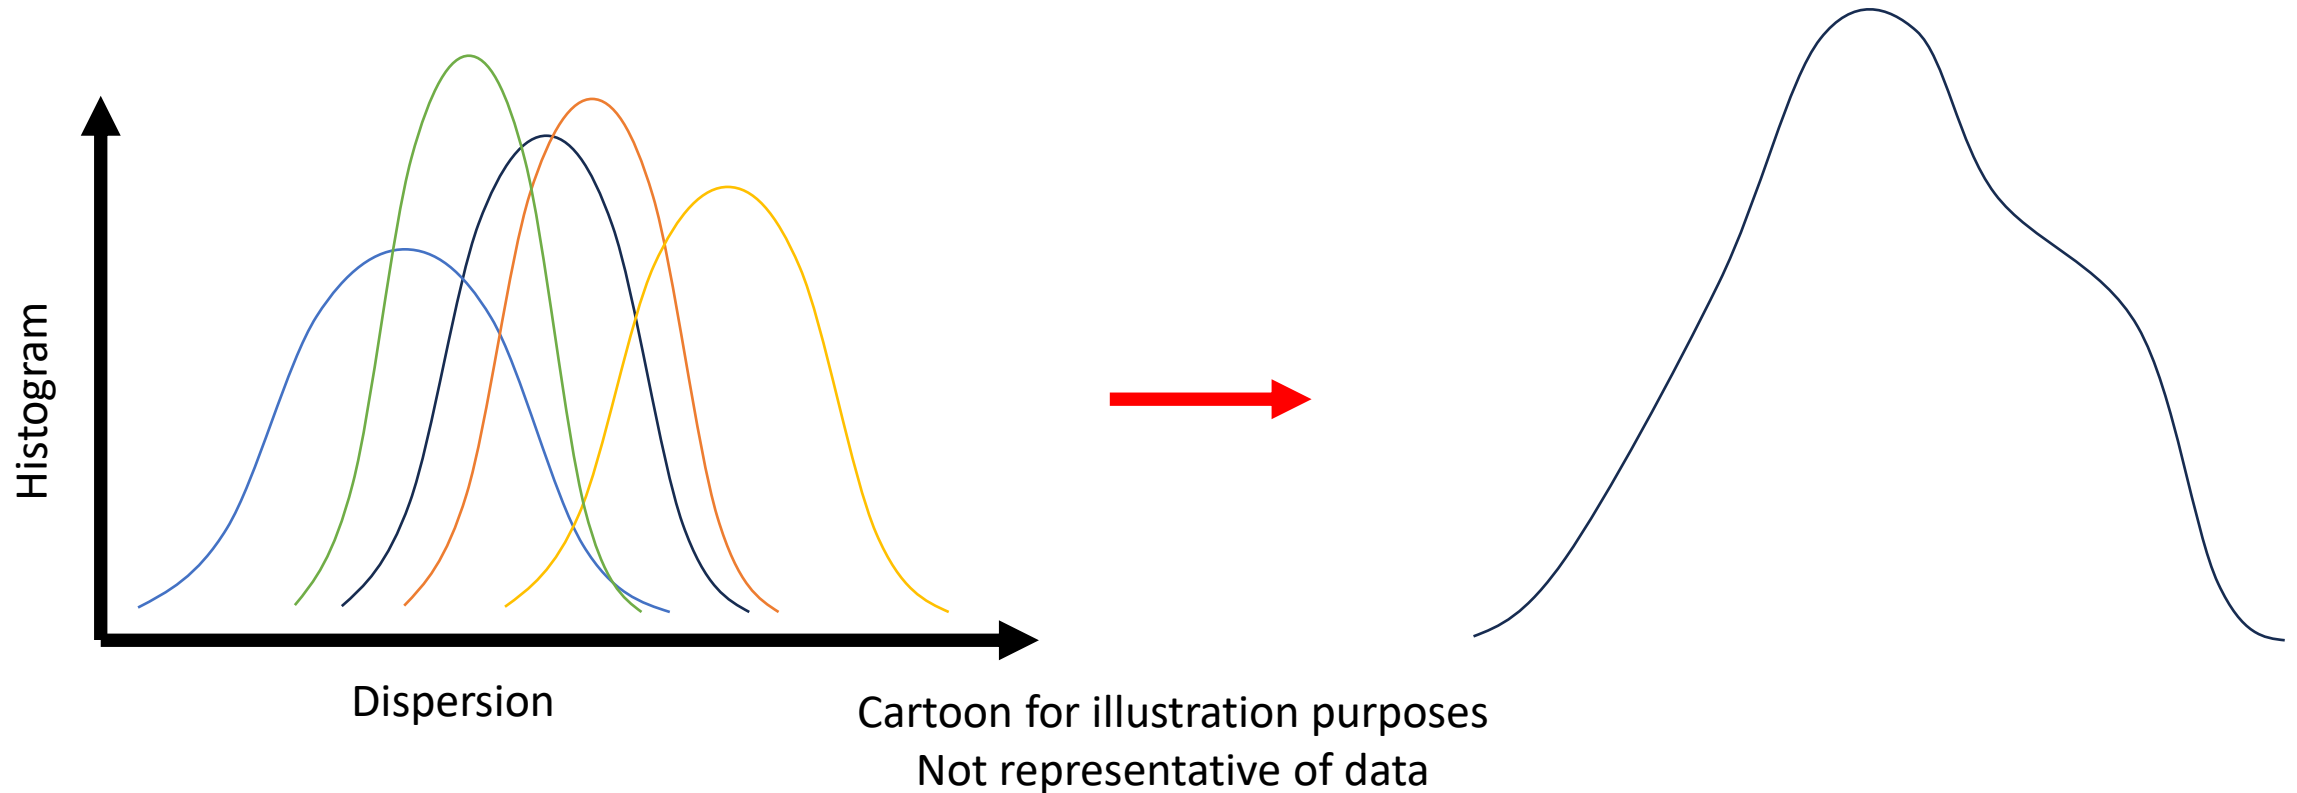 Histogram
Dispersion
Cartoon for illustration purposes
Not representative of data